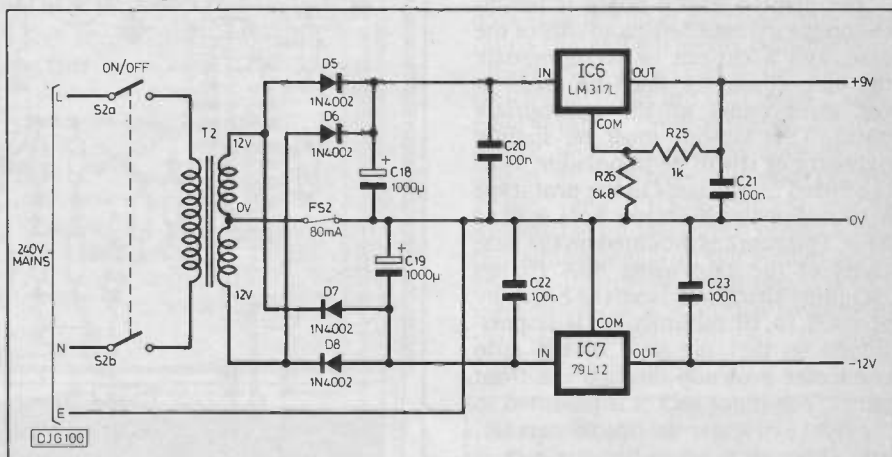 ON/OFF
L
S2a
T2
12V
0V
12V
240V
MAINS
N
S2b
E
D5
1N4002
D6
1N4002
+
C18
1000µ
FS2
80mA
+
C19
1000µ
D7
1N4002
D8
1N4002
C20
100n
C22
100n
IN
IC6
LM317L
OUT
COM
R25
1k
R26
6k8
C21
100n
C23
100n
COM
IN
IC7
79L12
OUT
+9V
0V
-12V
DJG100